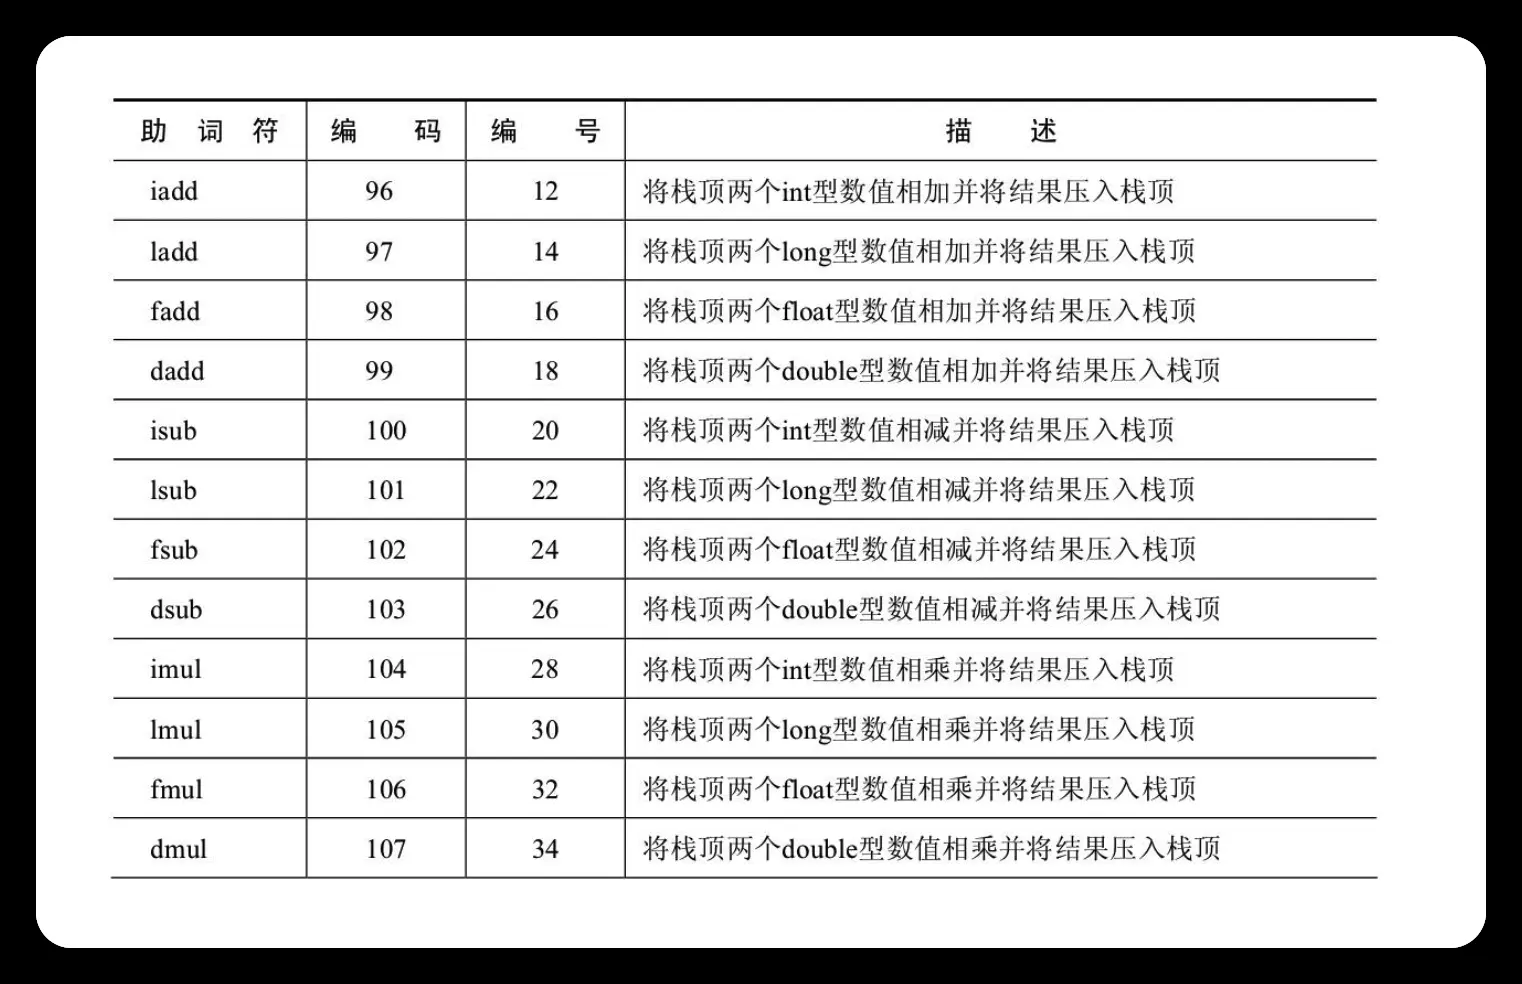 助词符 编码 编号 描述
iadd 96 12 将栈顶两个int型数值相加并将结果压入栈顶
ladd 97 14 将栈顶两个long型数值相加并将结果压入栈顶
fadd 98 16 将栈顶两个float型数值相加并将结果压入栈顶
dadd 99 18 将栈顶两个double型数值相加并将结果压入栈顶
isub 100 20 将栈顶两个int型数值相减并将结果压入栈顶
lsub 101 22 将栈顶两个long型数值相减并将结果压入栈顶
fsub 102 24 将栈顶两个float型数值相减并将结果压入栈顶
dsub 103 26 将栈顶两个double型数值相减并将结果压入栈顶
imul 104 28 将栈顶两个int型数值相乘并将结果压入栈顶
lmul 105 30 将栈顶两个long型数值相乘并将结果压入栈顶
fmul 106 32 将栈顶两个float型数值相乘并将结果压入栈顶
dmul 107 34 将栈顶两个double型数值相乘并将结果压入栈顶